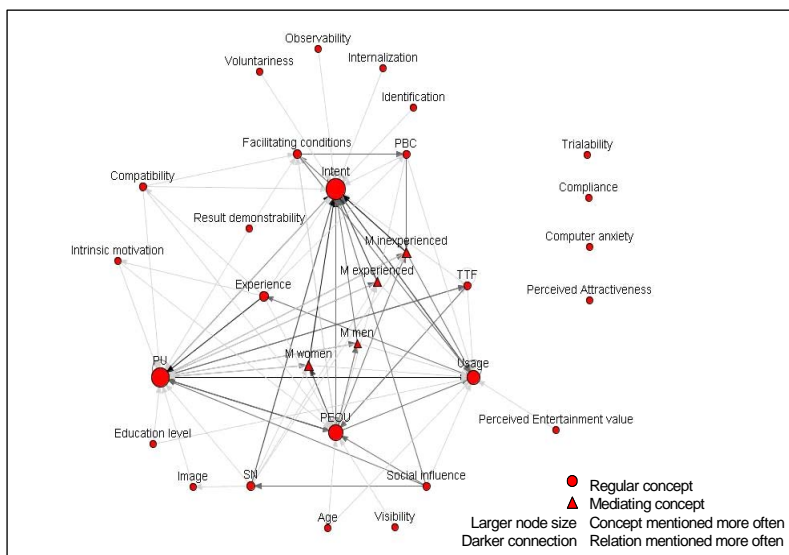 Observability
Voluntariness
Internalization
Identification
Facilitating conditions
PBC
Trialability
Intent
Compatibility
Compliance
Result demonstrability
M inexperienced
Computer anxiety
Intrinsic motivation
M experienced
TTF
Experience
Perceived Attractiveness
M men
M women
PU
Usage
PEOU
Perceived Entertainment value
Education level
Image
SN
Social influence
Age
Visibility
Regular concept
Mediating concept
Larger node size Concept mentioned more often
Darker connection Relation mentioned more often